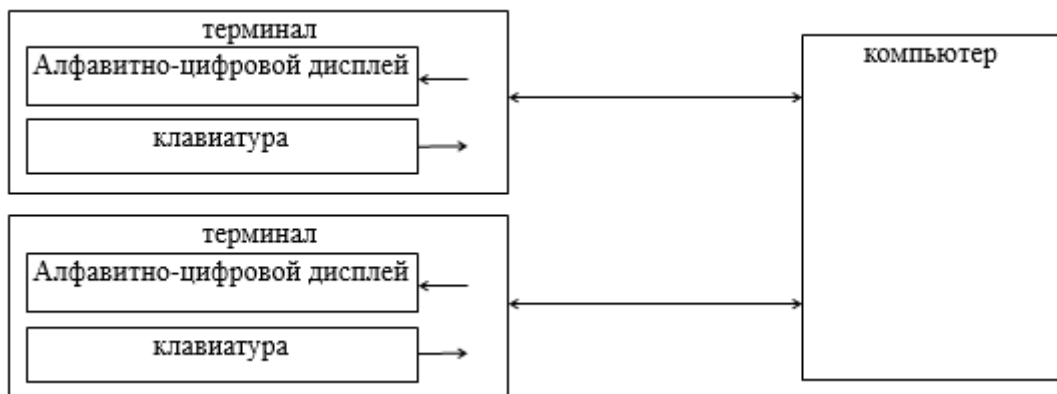 терминал
Алфавитно-цифровой дисплей
клавиатура
компьютер
терминал
Алфавитно-цифровой дисплей
клавиатура